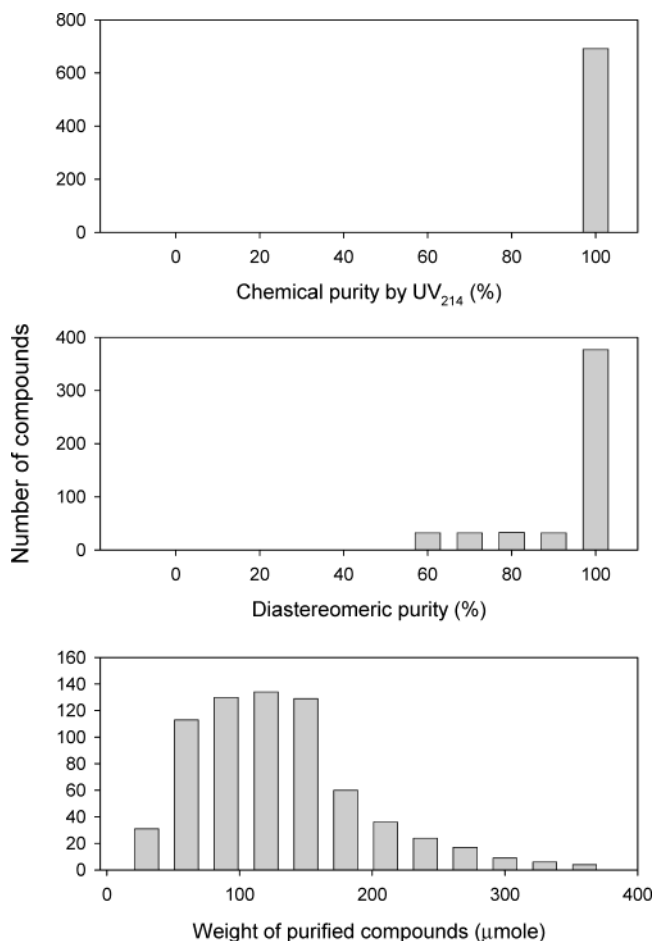 800
600
400
200
0
0 20 40 60 80 100
Chemical purity by UV₂₁₄ (%)
Number of compounds
400
300
200
100
0
0 20 40 60 80 100
Diastereomeric purity (%)
160
140
120
100
80
60
40
20
0
0 100 200 300 400
Weight of purified compounds (μmole)